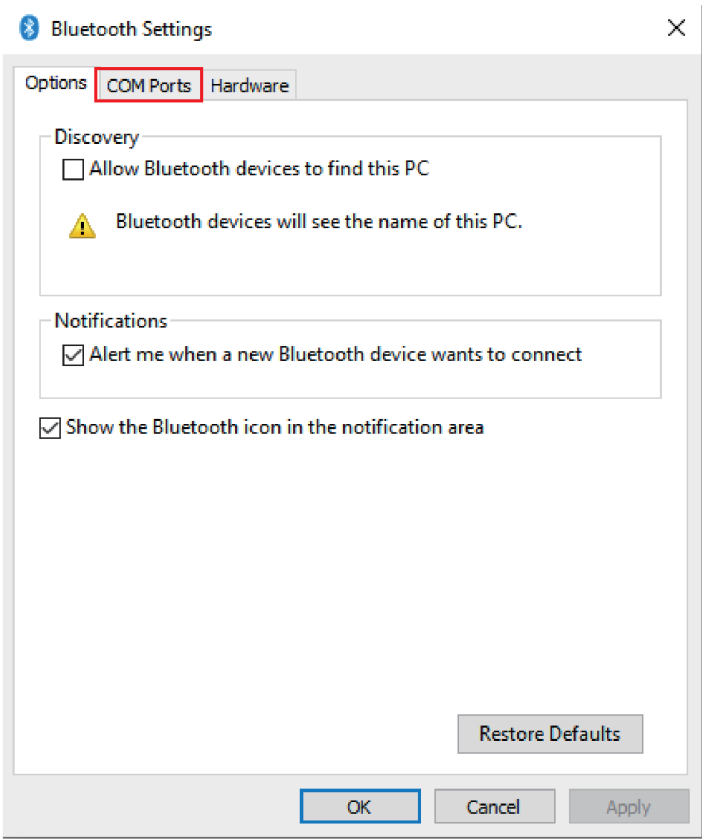 Bluetooth Settings
Options COM Ports Hardware
Discovery
Allow Bluetooth devices to find this PC
Bluetooth devices will see the name of this PC.
Notifications
Alert me when a new Bluetooth device wants to connect
Show the Bluetooth icon in the notification area
Restore Defaults
OK Cancel Apply